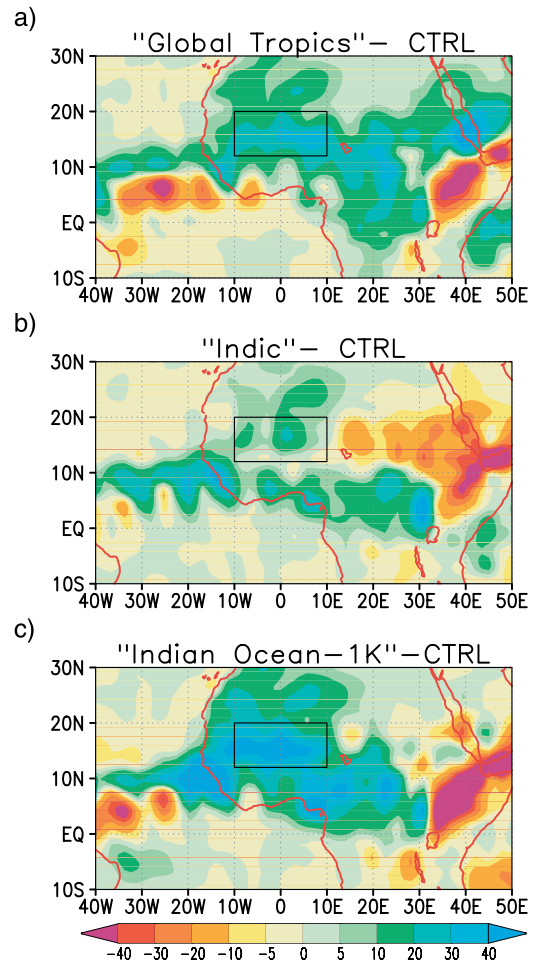 a)
"Global Tropics"− CTRL
30N
20N
10N
EQ
10S
40W 30W 20W 10W 0 10E 20E 30E 40E 50E
b)
"Indic"− CTRL
30N
20N
10N
EQ
10S
40W 30W 20W 10W 0 10E 20E 30E 40E 50E
c)
"Indian Ocean−1K"−CTRL
30N
20N
10N
EQ
10S
40W 30W 20W 10W 0 10E 20E 30E 40E 50E
−40 −30 −20 −10 −5 0 5 10 20 30 40